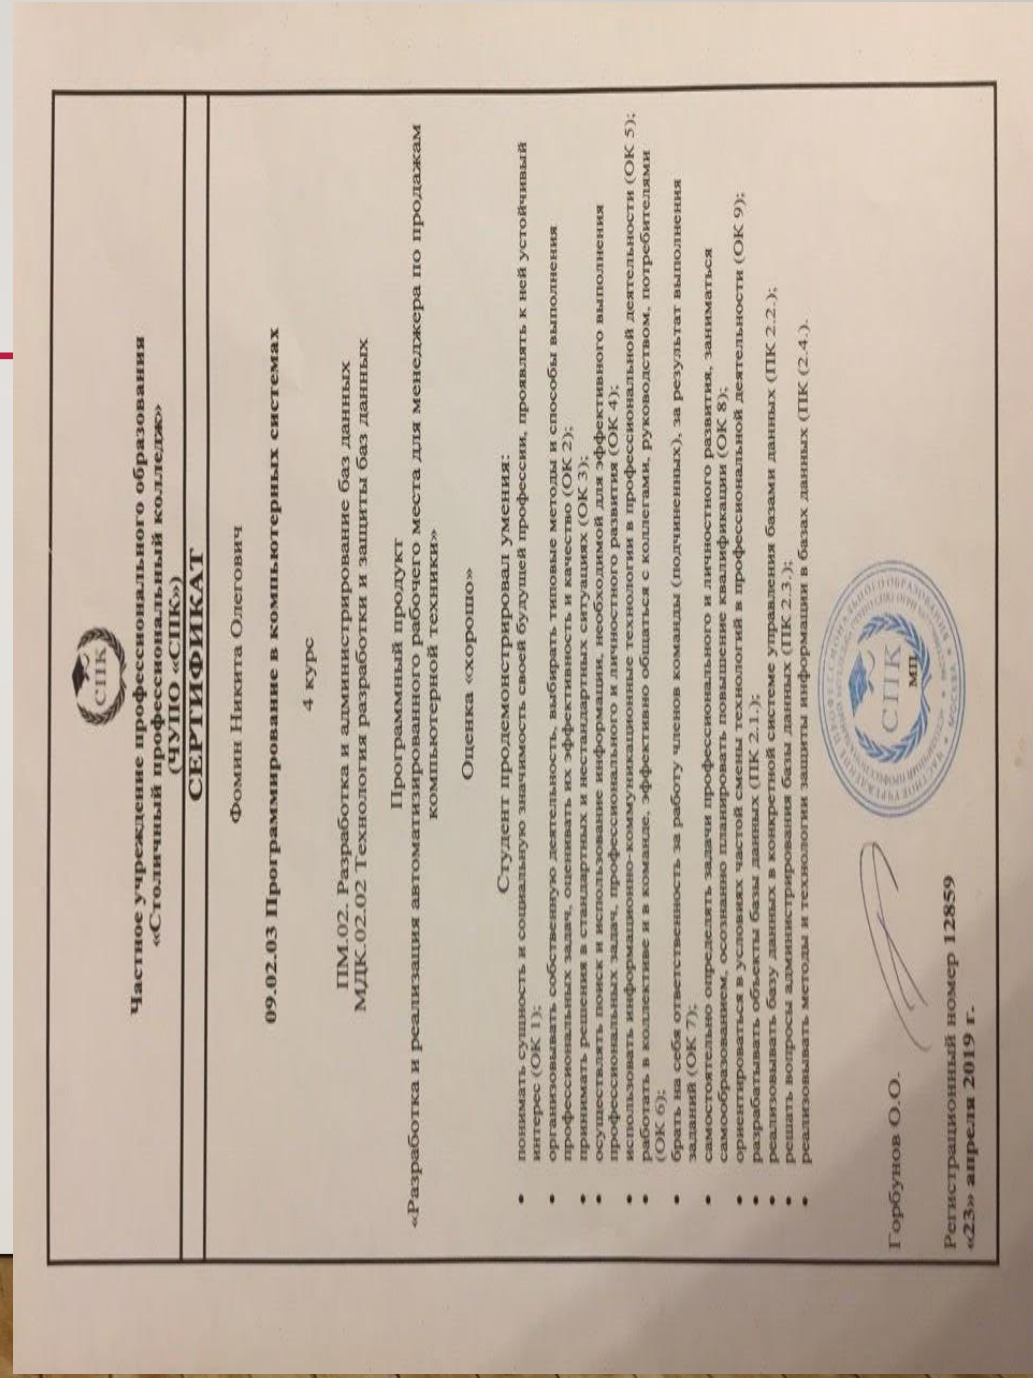 СПК
Частное учреждение профессионального образования
«Столичный профессиональный колледж»
(ЧУПО «СПК»)
СЕРТИФИКАТ
Фомин Никита Олегович
09.02.03 Программирование в компьютерных системах
4 курс
ПМ.02. Разработка и администрирование баз данных
МДК.02.02 Технология разработки и защиты баз данных
Программный продукт
«Разработка и реализация автоматизированного рабочего места для менеджера по продажам
компьютерной техники»
Оценка «хорошо»
Студент продемонстрировал умения:
• понимать сущность и социальную значимость своей будущей профессии, проявлять к ней устойчивый
интерес (ОК 1);
• организовывать собственную деятельность, выбирать типовые методы и способы выполнения
профессиональных задач, оценивать их эффективность и качество (ОК 2);
• принимать решения в стандартных и нестандартных ситуациях (ОК 3);
• осуществлять поиск и использование информации, необходимой для эффективного выполнения
профессиональных задач, профессионального и личностного развития (ОК 4);
• использовать информационно-коммуникационные технологии в профессиональной деятельности (ОК 5);
• работать в коллективе и в команде, эффективно общаться с коллегами, руководством, потребителями
(ОК 6);
• брать на себя ответственность за работу членов команды (подчиненных), за результат выполнения
заданий (ОК 7);
• самостоятельно определять задачи профессионального и личностного развития, заниматься
самообразованием, осознанно планировать повышение квалификации (ОК 8);
• ориентироваться в условиях частой смены технологий в профессиональной деятельности (ОК 9);
• разрабатывать объекты базы данных (ПК 2.1.);
• реализовывать базу данных в конкретной системе управления базами данных (ПК 2.2.);
• решать вопросы администрирования базы данных (ПК 2.3.);
• реализовывать методы и технологии защиты информации в базах данных (ПК (2.4.).
Горбунов О.О.
СПК
МП
Регистрационный номер 12859
«23» апреля 2019 г.